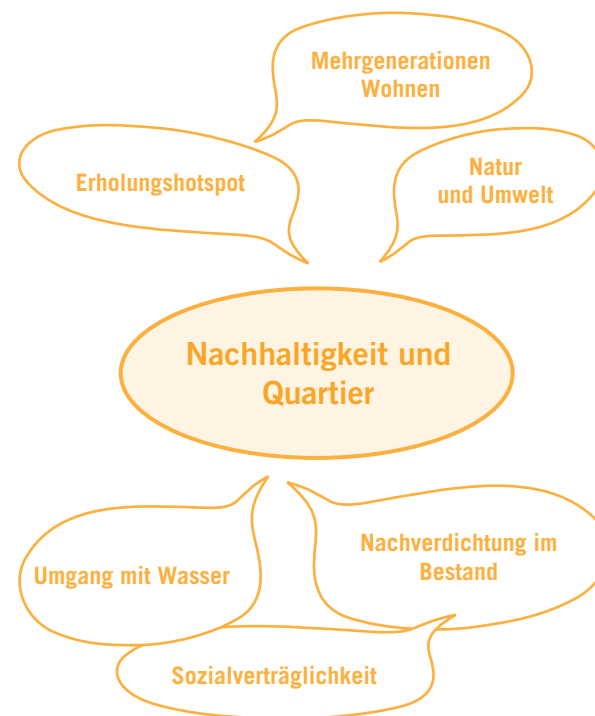 Mehrgenerationen
Wohnen
Erholungshotspot
Natur
und Umwelt
Nachhaltigkeit und
Quartier
Nachverdichtung im
Bestand
Umgang mit Wasser
Sozialverträglichkeit